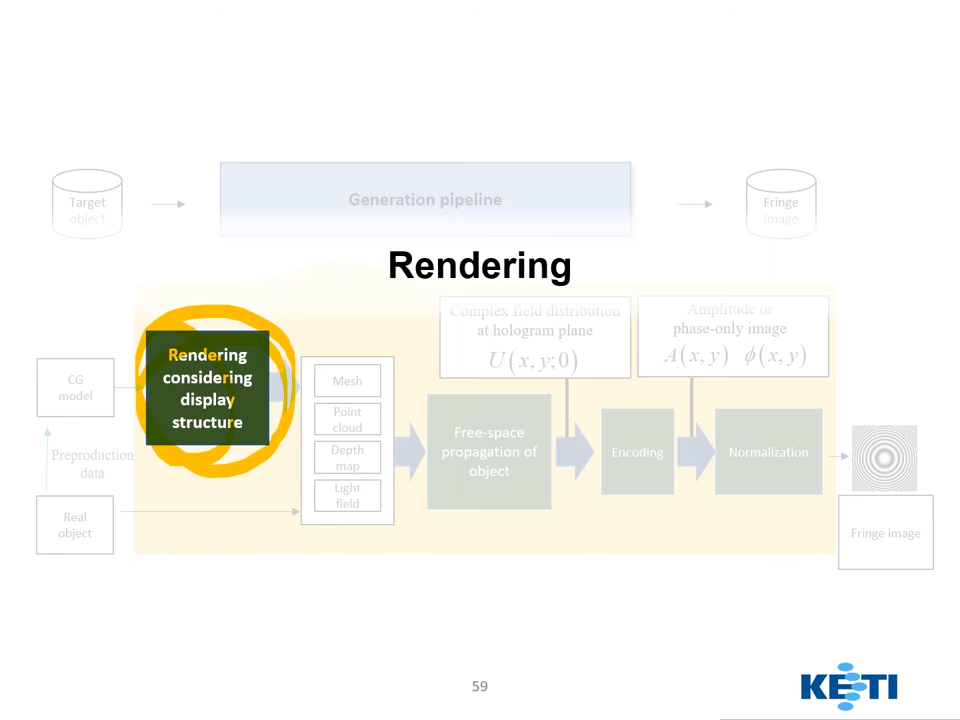 Target
object
Generation pipeline
Fringe
image
Rendering
Complex field distribution
at hologram plane
U(x, y;0)
Amplitude or
phase-only image
A(x, y) ϕ(x, y)
Rendering
considering
display
structure
CG
model
Mesh
Point
cloud
Depth
map
Light
field
Free-space
propagation of
object
Encoding
Normalization
Preproduction
data
Real
object
Fringe image
59
KETI